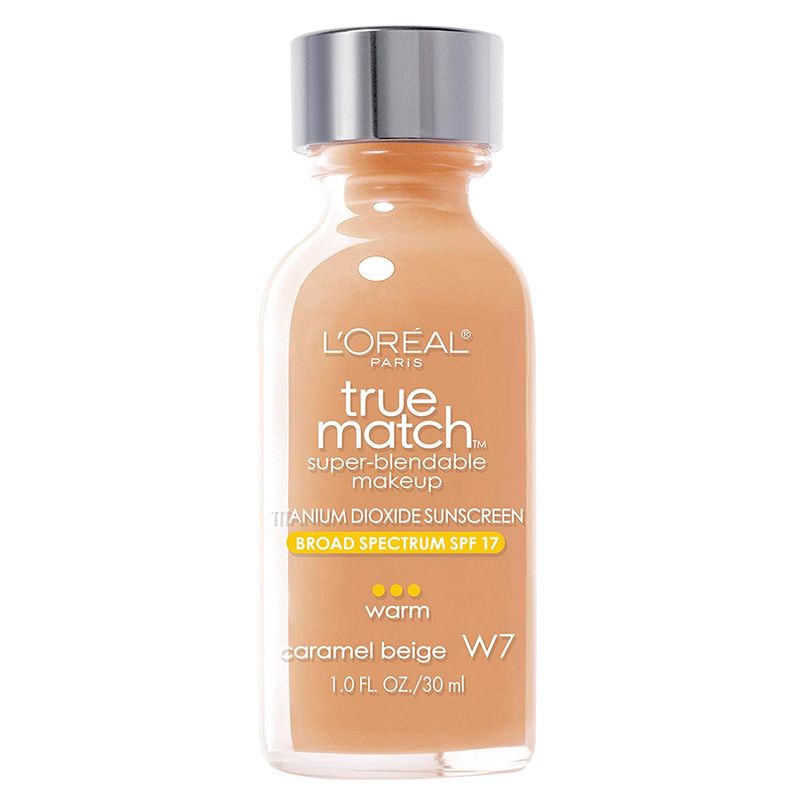 L'ORÉAL®
PARIS
true
match™
super-blendable
makeup
TITANIUM DIOXIDE SUNSCREEN
BROAD SPECTRUM SPF 17
warm
caramel beige W7
1.0 FL. OZ./30 ml